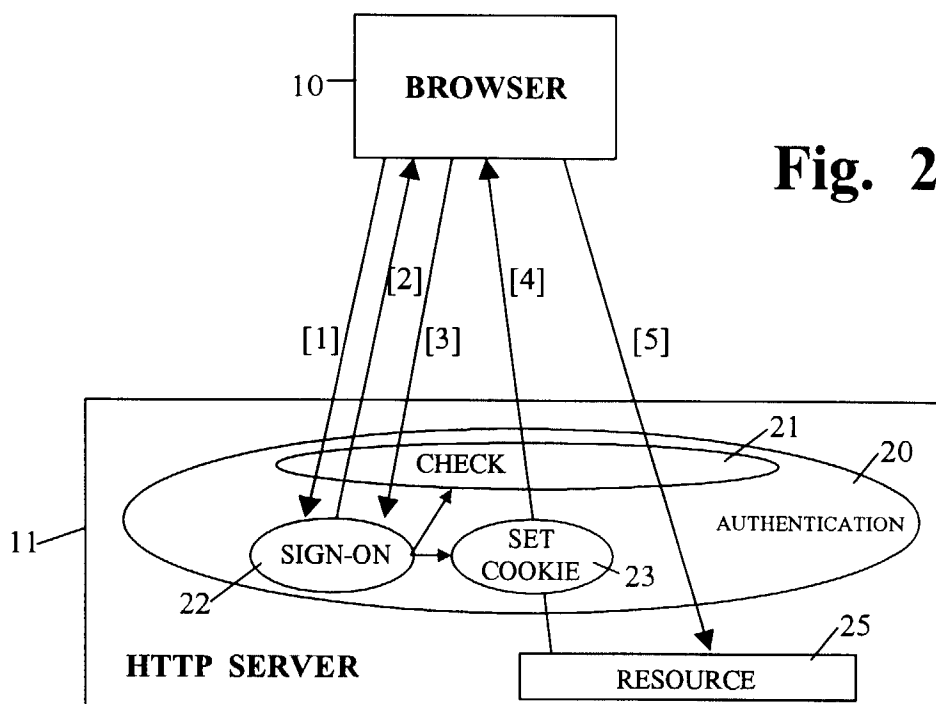 10
BROWSER
Fig. 2
[2]
[4]
[1]
[3]
[5]
21
CHECK
20
AUTHENTICATION
11
SIGN-ON
SET
COOKIE
23
22
25
HTTP SERVER
RESOURCE